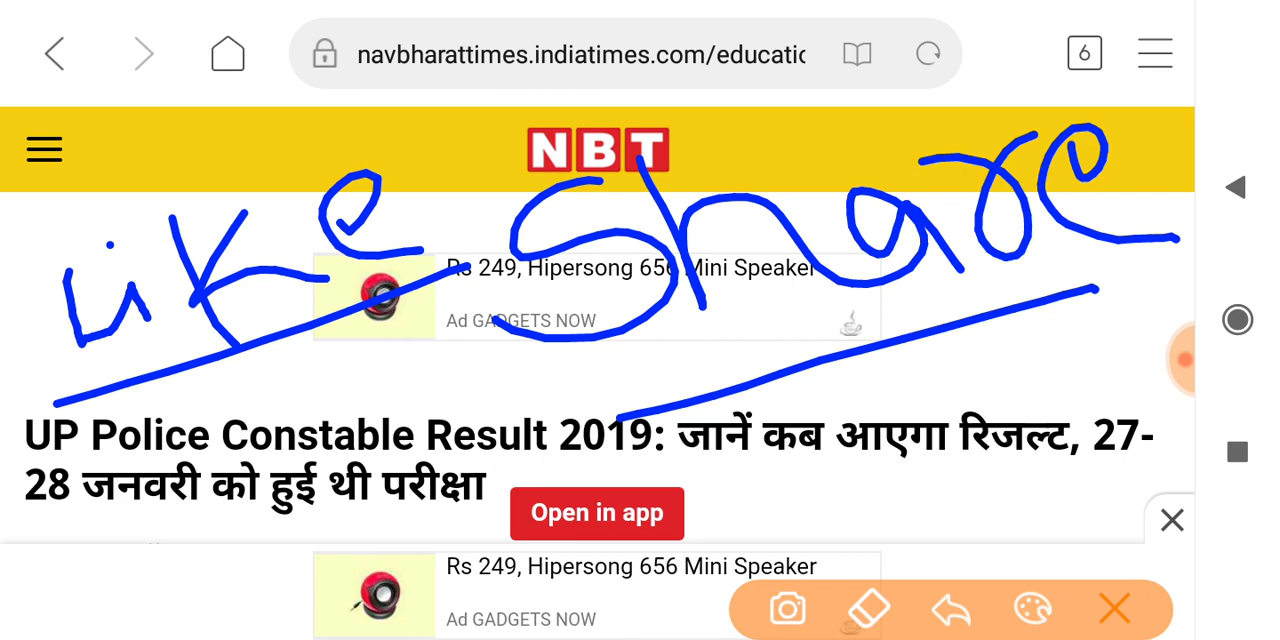 navbharattimes.indiatimes.com/educatic
6
NBT
Like Share
Rs 249, Hipersong 656 Mini Speaker
Ad GADGETS NOW
UP Police Constable Result 2019: जानें कब आएगा रिजल्ट, 27-
28 जनवरी को हुई थी परीक्षा
Open in app
Rs 249, Hipersong 656 Mini Speaker
Ad GADGETS NOW